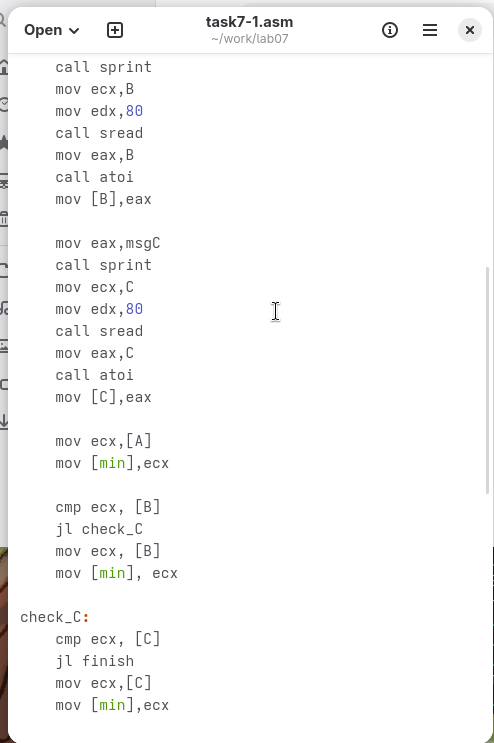 Open
task7-1.asm
~/work/lab07
call sprint
mov ecx,B
mov edx,80
call sread
mov eax,B
call atoi
mov [B],eax
mov eax,msgC
call sprint
mov ecx,C
mov edx,80
call sread
mov eax,C
call atoi
mov [C],eax
mov ecx,[A]
mov [min],ecx
cmp ecx, [B]
jl check_C
mov ecx, [B]
mov [min], ecx
check_C:
cmp ecx, [C]
jl finish
mov ecx,[C]
mov [min],ecx